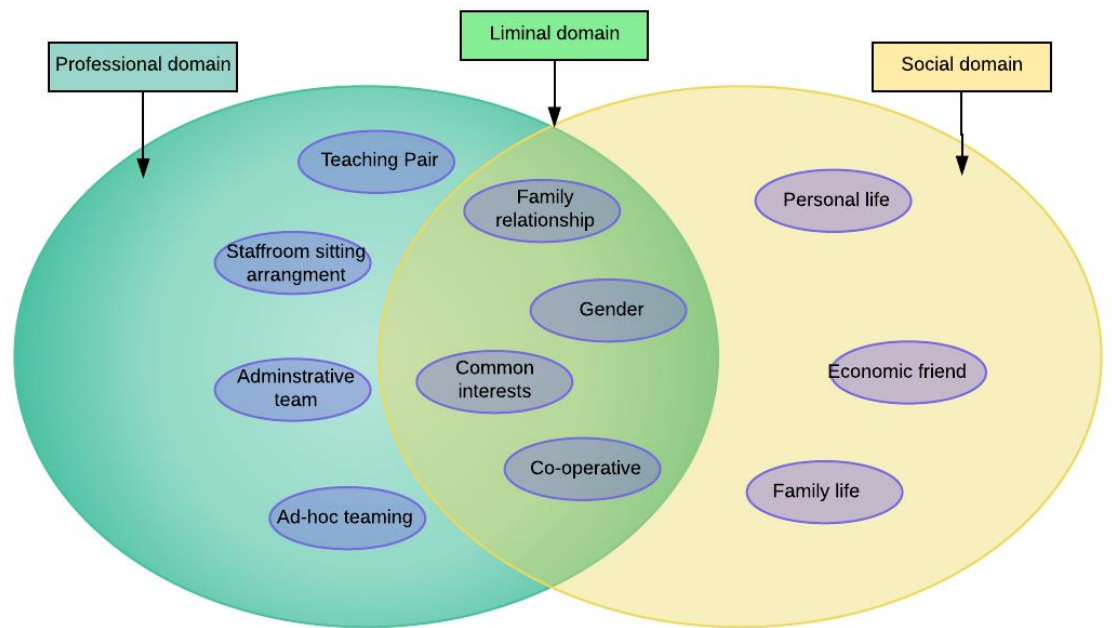 Liminal domain
Professional domain
Social domain
Teaching Pair
Family
relationship
Personal life
Staffroom sitting
arrangment
Gender
Common
interests
Economic friend
Adminstrative
team
Co-operative
Family life
Ad-hoc teaming